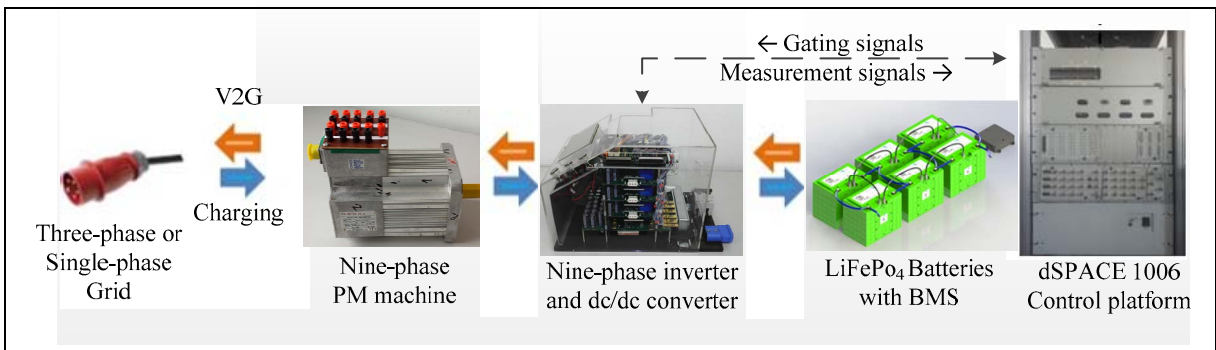 ← Gating signals
Measurement signals →
V2G
Charging
Three-phase or
Single-phase
Grid
Nine-phase
PM machine
Nine-phase inverter
and dc/dc converter
LiFePo₄ Batteries
with BMS
dSPACE 1006
Control platform